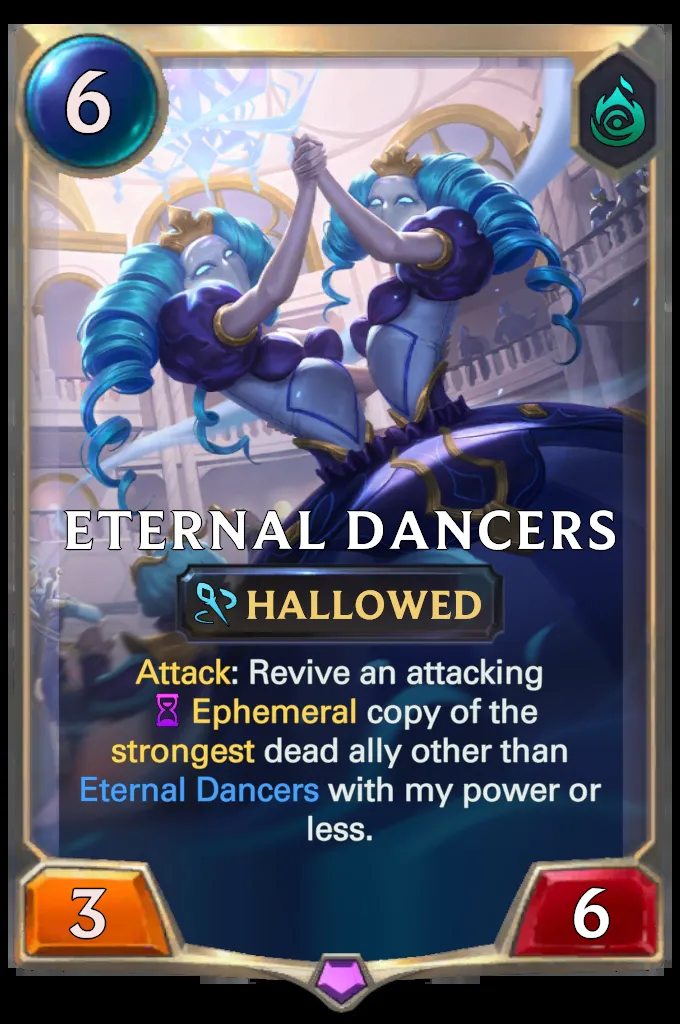 6
ETERNAL DANCERS
HALLOWED
Attack: Revive an attacking
Ephemeral copy of the
strongest dead ally other than
Eternal Dancers with my power or
less.
3
6